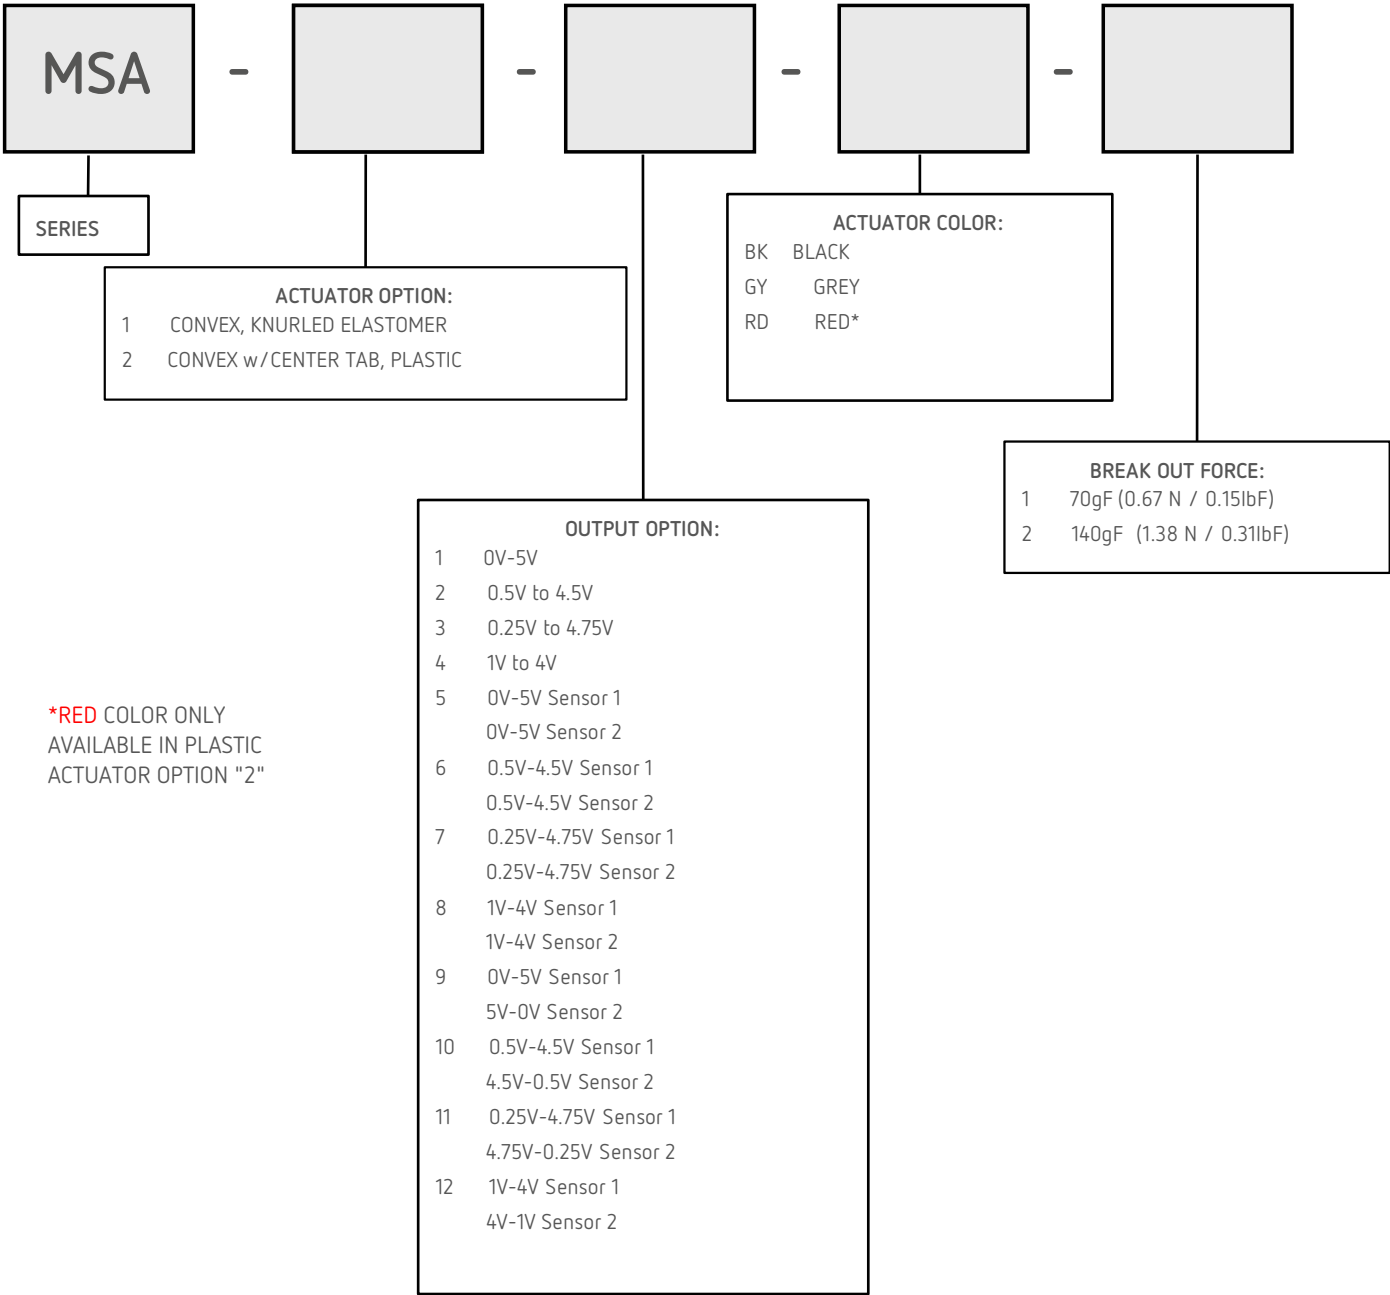 MSA - - - -
SERIES
ACTUATOR OPTION:
1 CONVEX, KNURLED ELASTOMER
2 CONVEX w/CENTER TAB, PLASTIC
OUTPUT OPTION:
1 0V-5V
2 0.5V to 4.5V
3 0.25V to 4.75V
4 1V to 4V
5 0V-5V Sensor 1
0V-5V Sensor 2
6 0.5V-4.5V Sensor 1
0.5V-4.5V Sensor 2
7 0.25V-4.75V Sensor 1
0.25V-4.75V Sensor 2
8 1V-4V Sensor 1
1V-4V Sensor 2
9 0V-5V Sensor 1
5V-0V Sensor 2
10 0.5V-4.5V Sensor 1
4.5V-0.5V Sensor 2
11 0.25V-4.75V Sensor 1
4.75V-0.25V Sensor 2
12 1V-4V Sensor 1
4V-1V Sensor 2
ACTUATOR COLOR:
BK BLACK
GY GREY
RD RED*
BREAK OUT FORCE:
1 70gF (0.67 N / 0.15lbF)
2 140gF (1.38 N / 0.31lbF)
*RED COLOR ONLY
AVAILABLE IN PLASTIC
ACTUATOR OPTION "2"